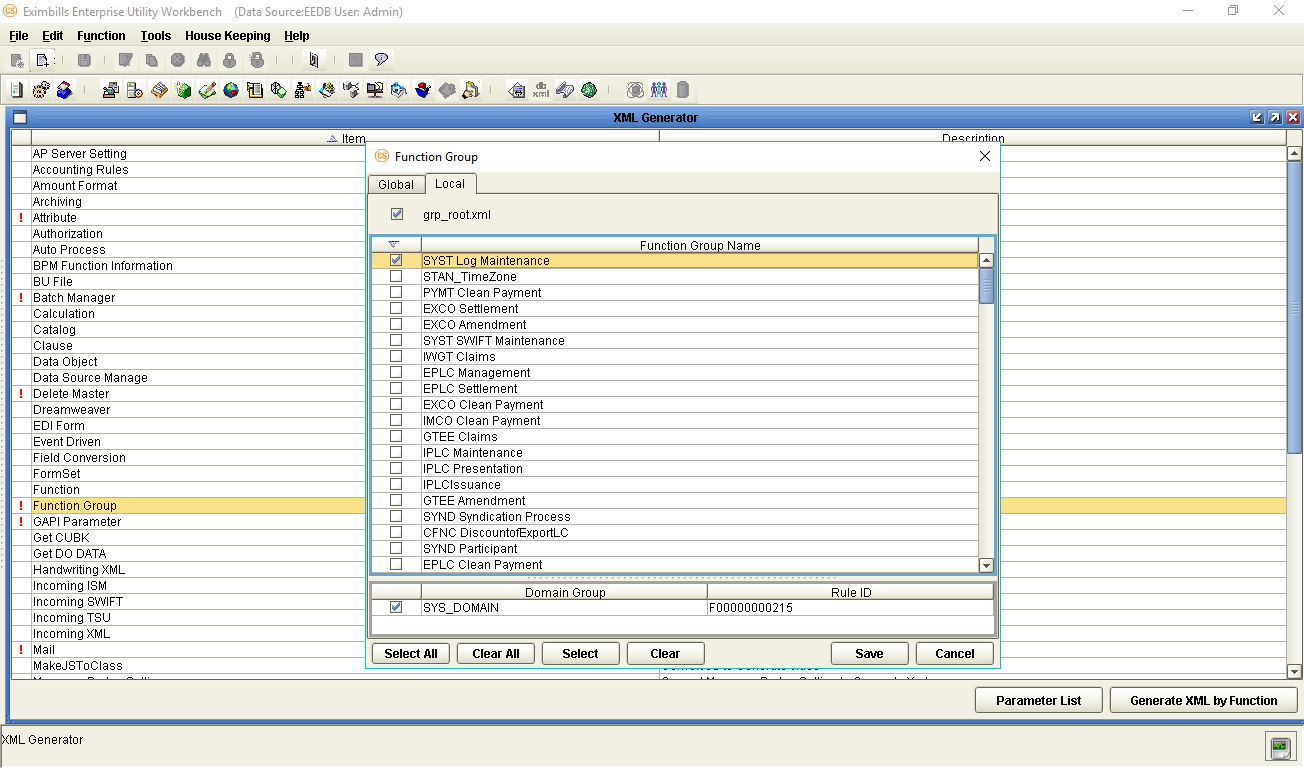 CS Eximbills Enterprise Utility Workbench (Data Source:EEDB User: Admin)
File Edit Function Tools House Keeping Help
XML Generator
Item Description
AP Server Setting
Accounting Rules
Amount Format
Archiving
! Attribute
Authorization
Auto Process
BPM Function Information
BU File
! Batch Manager
Calculation
Catalog
Clause
Data Object
Data Source Manage
! Delete Master
Dreamweaver
EDI Form
Event Driven
Field Conversion
FormSet
Function
! Function Group
! GAPI Parameter
Get CUBK
Get DO DATA
Handwriting XML
Incoming ISM
Incoming SWIFT
Incoming TSU
Incoming XML
! Mail
MakeJSToClass
CS Function Group
Global Local
grp_root.xml
Function Group Name
SYST Log Maintenance
STAN_TimeZone
PYMT Clean Payment
EXCO Settlement
EXCO Amendment
SYST SWIFT Maintenance
IWGT Claims
EPLC Management
EPLC Settlement
EXCO Clean Payment
IMCO Clean Payment
GTEE Claims
IPLC Maintenance
IPLC Presentation
IPLCIssuance
GTEE Amendment
SYND Syndication Process
CFNC DiscountofExportLC
SYND Participant
EPLC Clean Payment
Domain Group Rule ID
SYS_DOMAIN F00000000215
Select All Clear All Select Clear Save Cancel
Parameter List Generate XML by Function
XML Generator